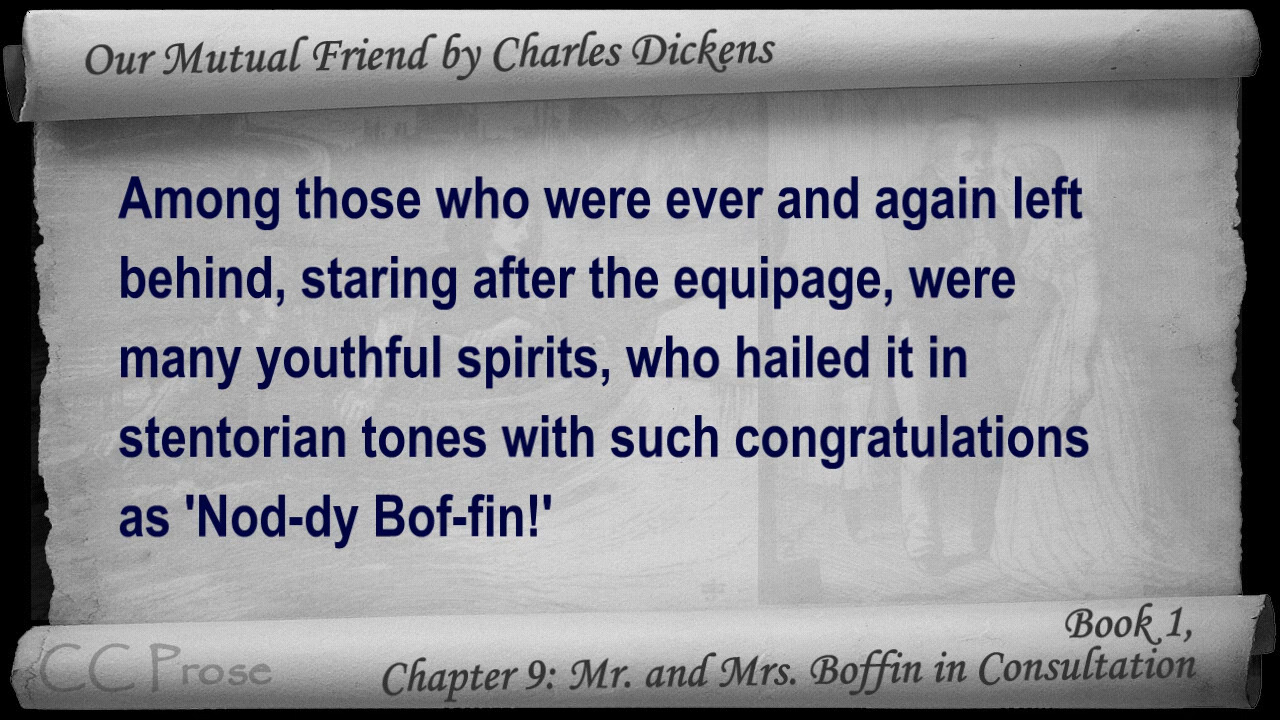 Our Mutual Friend by Charles Dickens
Among those who were ever and again left
behind, staring after the equipage, were
many youthful spirits, who hailed it in
stentorian tones with such congratulations
as 'Nod-dy Bof-fin!'
Book 1,
Chapter 9: Mr. and Mrs. Boffin in Consultation
CC Prose